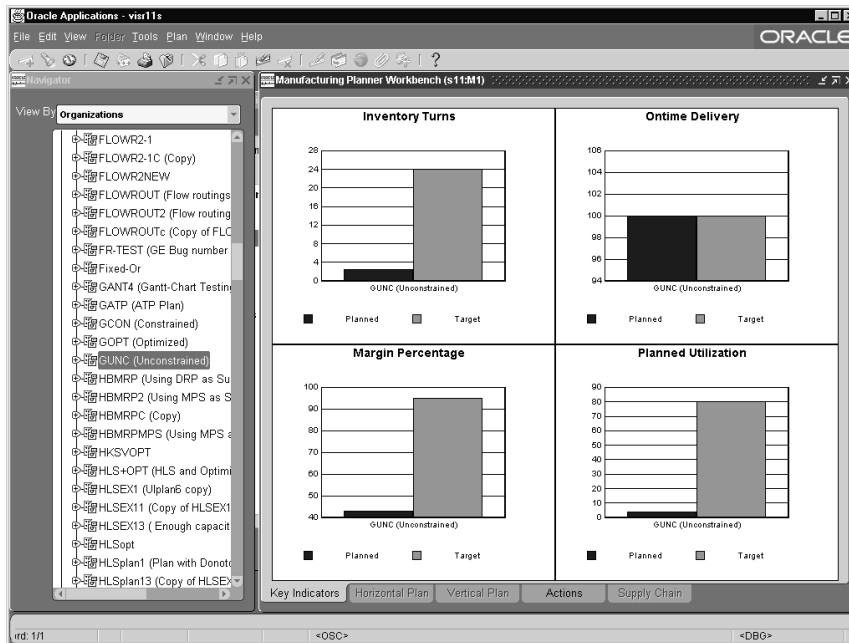 Oracle Applications - visr11s
File Edit View Folder Tools Plan Window Help
ORACLE
Navigator
Manufacturing Planner Workbench (s11:M1)
View By Organizations
FLOWR2-1
FLOWR2-1C (Copy)
FLOWR2NEW
FLOWROUT (Flow routings
FLOWROUT2 (Flow routing
FLOWROUTc (Copy of FLO
FR-TEST (GE Bug number
Fixed-Or
GANT4 (Gantt-Chart Testing
GATP (ATP Plan)
GCON (Constrained)
GOPT (Optimized)
GUNC (Unconstrained)
HBMRP (Using DRP as Su
HBMRP2 (Using MPS as S
HBMRPC (Copy)
HBMRPMPS (Using MPS a
HKSVOPT
HLS+OPT (HLS and Optimi
HLSEX1 (Ulplan6 copy)
HLSEX11 (Copy of HLSEX1
HLSEX13 ( Enough capacit
HLSopt
HLSplan1 (Plan with Donoto
HLSplan13 (Copy of HLSEX
Inventory Turns
28
24
20
16
12
8
4
0
GUNC (Unconstrained)
Planned Target
Ontime Delivery
106
104
102
100
98
96
94
GUNC (Unconstrained)
Planned Target
Margin Percentage
100
90
80
70
60
50
40
GUNC (Unconstrained)
Planned Target
Planned Utilization
90
80
70
60
50
40
30
20
10
0
GUNC (Unconstrained)
Planned Target
Key Indicators Horizontal Plan Vertical Plan Actions Supply Chain
ord: 1/1 <OSC> <DBG>